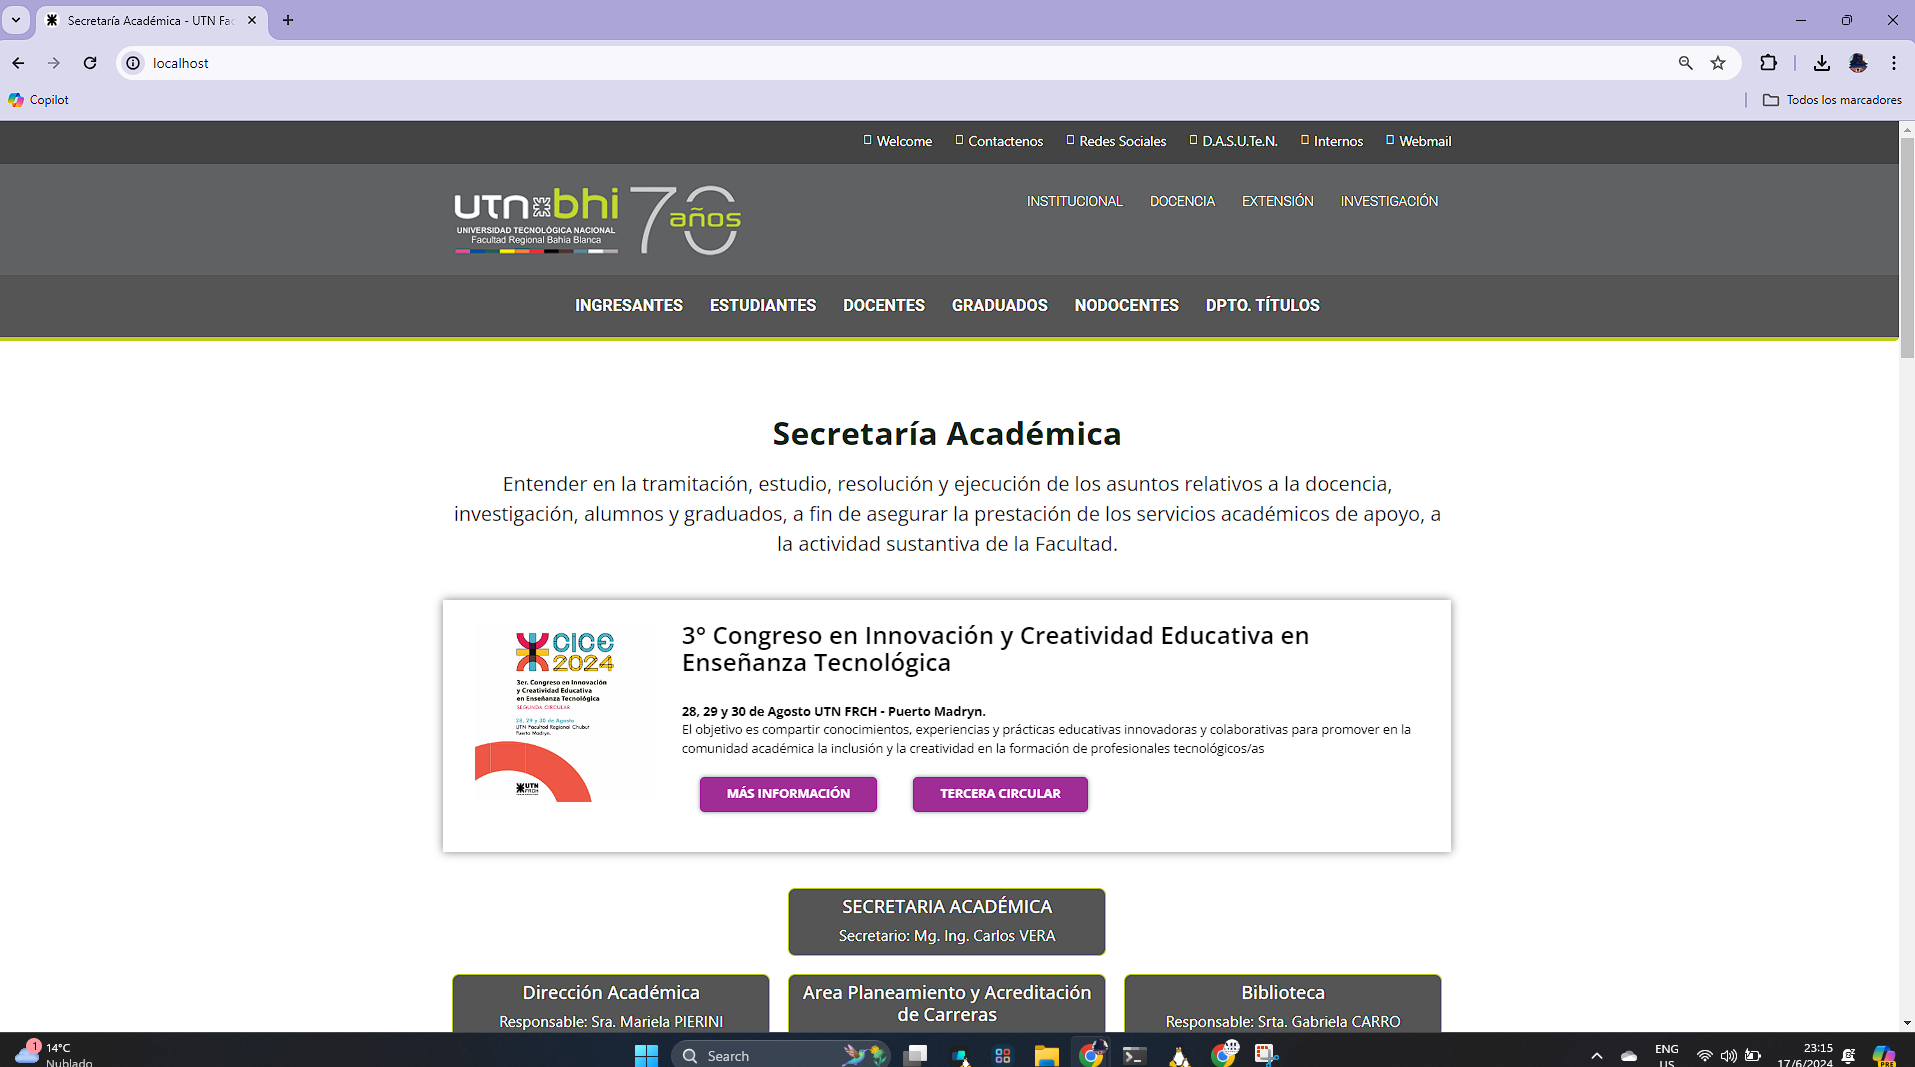 Secretaría Académica - UTN Fac
localhost
Copilot
Todos los marcadores
Welcome
Contactenos
Redes Sociales
D.A.S.U.Te.N.
Internos
Webmail
utn bhi 70 años
UNIVERSIDAD TECNOLÓGICA NACIONAL
Facultad Regional Bahía Blanca
INSTITUCIONAL
DOCENCIA
EXTENSIÓN
INVESTIGACIÓN
INGRESANTES
ESTUDIANTES
DOCENTES
GRADUADOS
NODOCENTES
DPTO. TÍTULOS
Secretaría Académica
Entender en la tramitación, estudio, resolución y ejecución de los asuntos relativos a la docencia,
investigación, alumnos y graduados, a fin de asegurar la prestación de los servicios académicos de apoyo, a
la actividad sustantiva de la Facultad.
CICE
2024
3er. Congreso en Innovación
y Creatividad Educativa
en Enseñanza Tecnológica
SEGUNDA CIRCULAR
28, 29 y 30 de Agosto
UTN Facultad Regional Chubut
Puerto Madryn.
UTN
FRCH
3° Congreso en Innovación y Creatividad Educativa en
Enseñanza Tecnológica
28, 29 y 30 de Agosto UTN FRCH - Puerto Madryn.
El objetivo es compartir conocimientos, experiencias y prácticas educativas innovadoras y colaborativas para promover en la
comunidad académica la inclusión y la creatividad en la formación de profesionales tecnológicos/as
MÁS INFORMACIÓN
TERCERA CIRCULAR
SECRETARIA ACADÉMICA
Secretario: Mg. Ing. Carlos VERA
Dirección Académica
Responsable: Sra. Mariela PIERINI
Area Planeamiento y Acreditación
de Carreras
Biblioteca
Responsable: Srta. Gabriela CARRO
1
14°C
Nublado
Search
ENG
US
23:15
17/6/2024
PRE